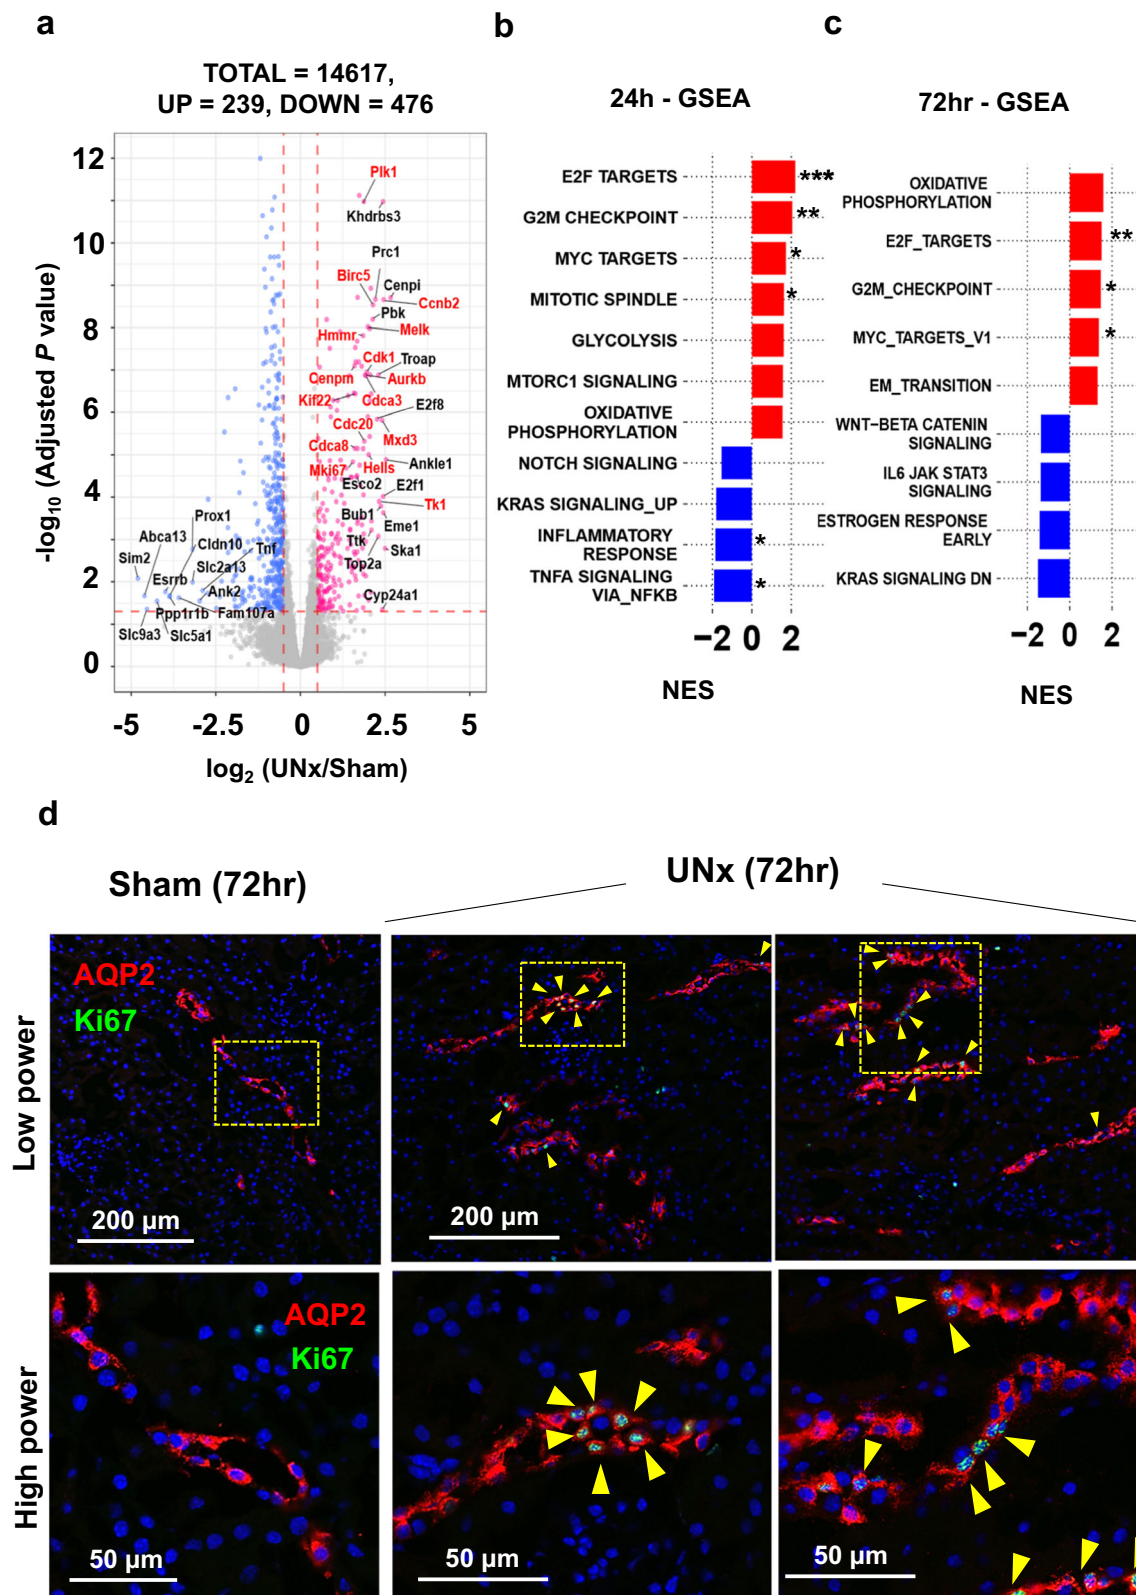 a
TOTAL = 14617,
UP = 239, DOWN = 476
12
10
8
6
4
2
0
-5
-2.5
0
2.5
5
-log10 (Adjusted P value)
log2 (UNx/Sham)
Plk1
Khdrbs3
Prc1
Birc5
Cenpi
Ccnb2
Pbk
Melk
Hmmr
Cdk1
Troap
Cenpm
Aurkb
Kif22
Cdca3
E2f8
Cdc20
Mxd3
Cdca8
Ankle1
Mki67
Hells
Esco2
E2f1
Tk1
Bub1
Eme1
Ttk
Ska1
Top2a
Cyp24a1
Prox1
Abca13
Cldn10
Tnf
Sim2
Slc2a13
Esrrb
Ank2
Ppp1r1b
Fam107a
Slc9a3
Slc5a1
b
24h - GSEA
E2F TARGETS
***
G2M CHECKPOINT
**
MYC TARGETS
*
MITOTIC SPINDLE
*
GLYCOLYSIS
MTORC1 SIGNALING
OXIDATIVE
PHOSPHORYLATION
NOTCH SIGNALING
KRAS SIGNALING_UP
INFLAMMATORY
RESPONSE
*
TNFA SIGNALING
VIA_NFKB
*
−2 0 2
NES
c
72hr - GSEA
OXIDATIVE
PHOSPHORYLATION
E2F_TARGETS
**
G2M_CHECKPOINT
*
MYC_TARGETS_V1
*
EM_TRANSITION
WNT−BETA CATENIN
SIGNALING
IL6 JAK STAT3
SIGNALING
ESTROGEN RESPONSE
EARLY
KRAS SIGNALING DN
−2 0 2
NES
d
Sham (72hr)
UNx (72hr)
Low power
AQP2
Ki67
200 µm
200 µm
High power
AQP2
Ki67
50 µm
50 µm
50 µm